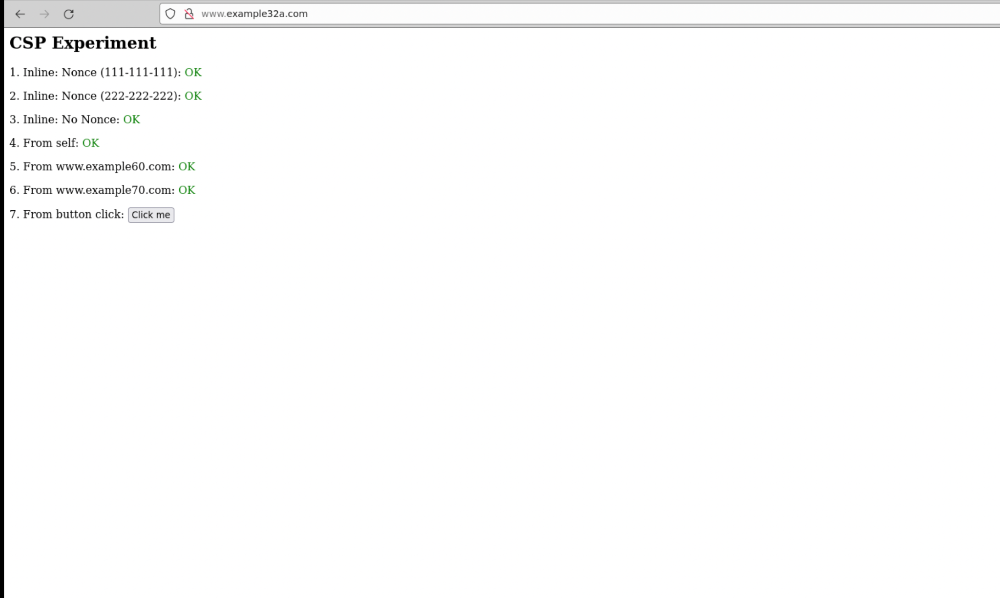 www.example32a.com
CSP Experiment
1. Inline: Nonce (111-111-111): OK
2. Inline: Nonce (222-222-222): OK
3. Inline: No Nonce: OK
4. From self: OK
5. From www.example60.com: OK
6. From www.example70.com: OK
7. From button click: Click me